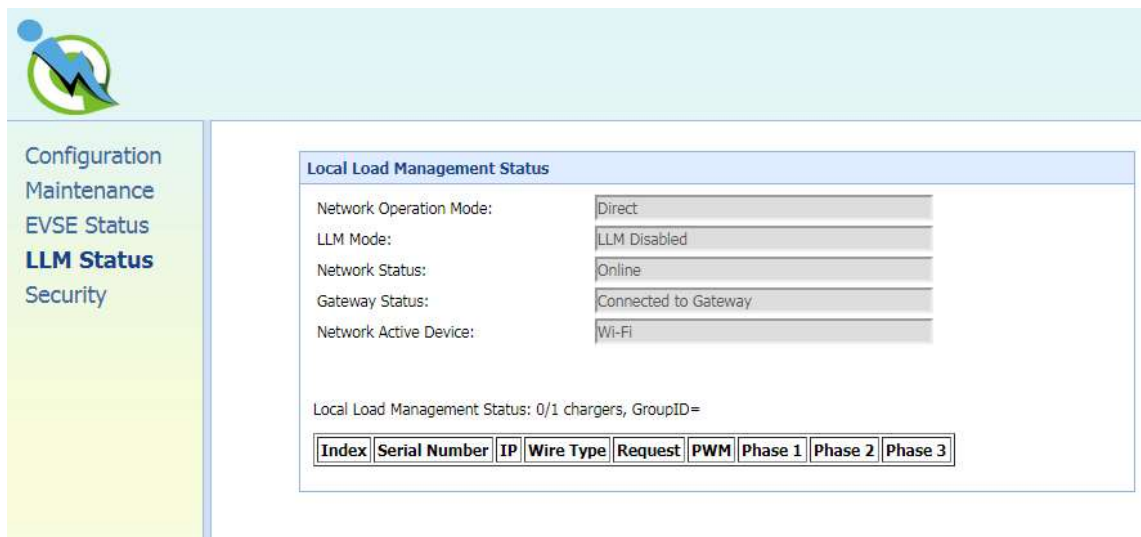 Configuration
Maintenance
EVSE Status
LLM Status
Security
Local Load Management Status
Network Operation Mode: Direct
LLM Mode: LLM Disabled
Network Status: Online
Gateway Status: Connected to Gateway
Network Active Device: Wi-Fi
Local Load Management Status: 0/1 chargers, GroupID=
Index Serial Number IP Wire Type Request PWM Phase 1 Phase 2 Phase 3